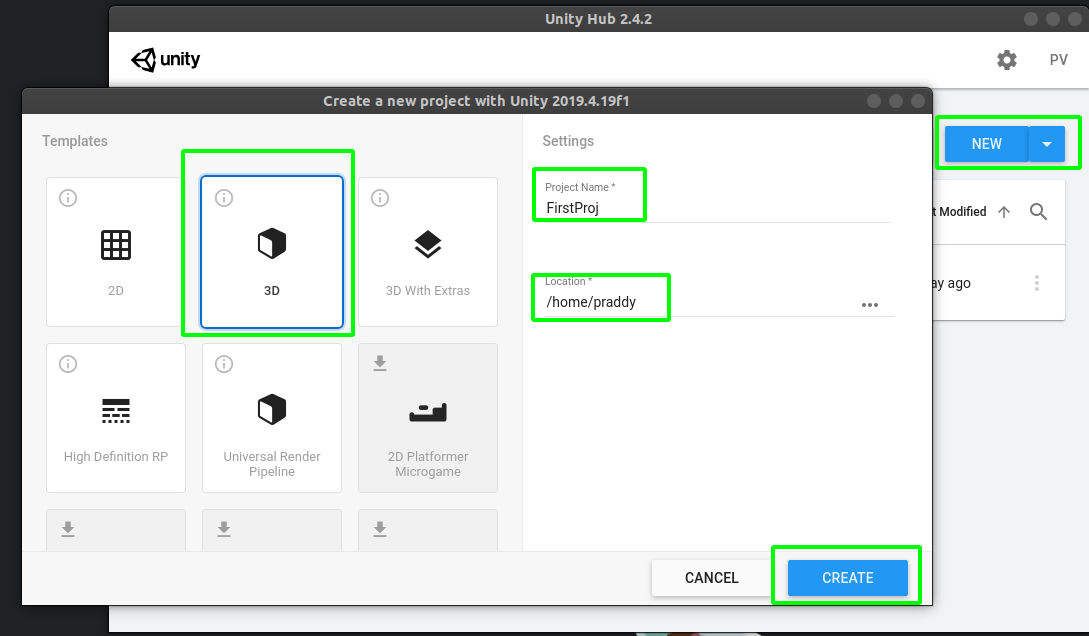 Unity Hub 2.4.2
unity
PV
Create a new project with Unity 2019.4.19f1
Templates
Settings
NEW
Project Name *
FirstProj
t Modified
2D
3D
3D With Extras
Location *
/home/praddy
ay ago
High Definition RP
Universal Render
Pipeline
2D Platformer
Microgame
CANCEL
CREATE